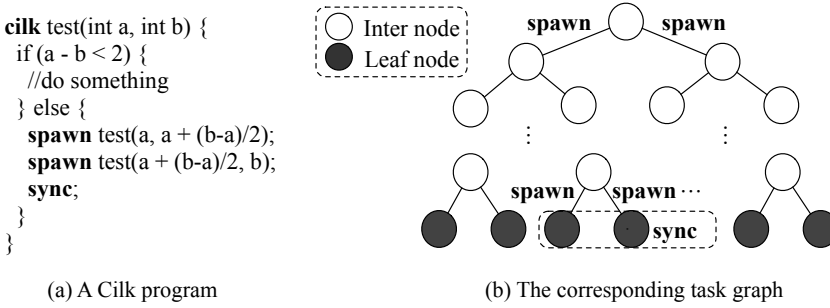 cilk test(int a, int b) {
if (a - b < 2) {
//do something
} else {
spawn test(a, a + (b-a)/2);
spawn test(a + (b-a)/2, b);
sync;
}
}
(a) A Cilk program
Inter node
Leaf node
spawn spawn
⋮ ⋮
spawn spawn ⋯
sync
(b) The corresponding task graph